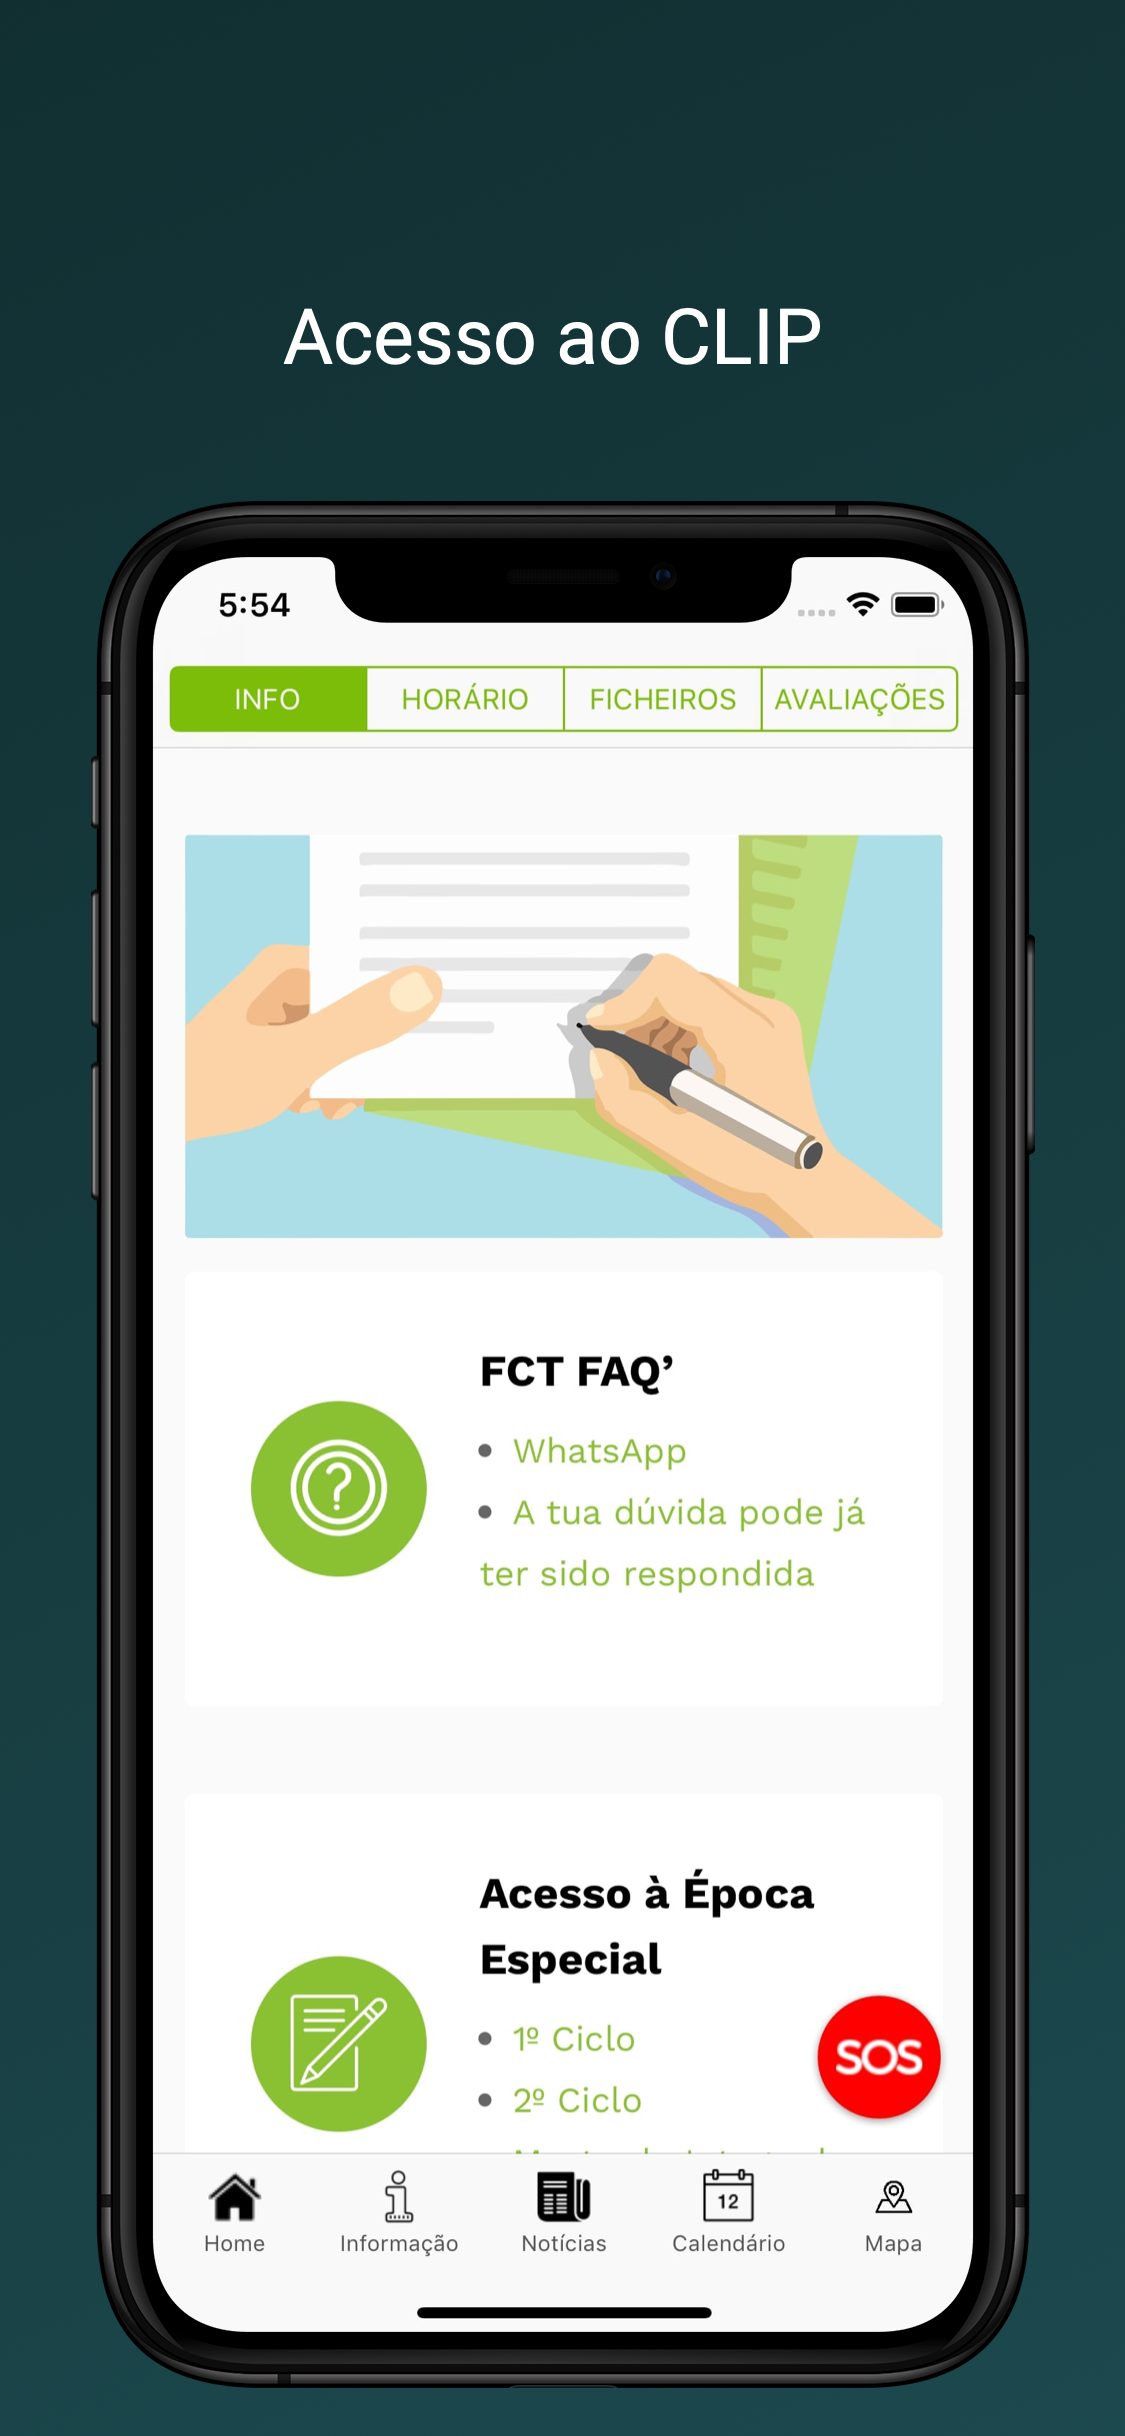 Acesso ao CLIP
5:54
INFO
HORÁRIO
FICHEIROS
AVALIAÇÕES
FCT FAQ’
• WhatsApp
• A tua dúvida pode já
ter sido respondida
Acesso à Época
Especial
• 1º Ciclo
• 2º Ciclo
SOS
12
Home
Informação
Notícias
Calendário
Mapa